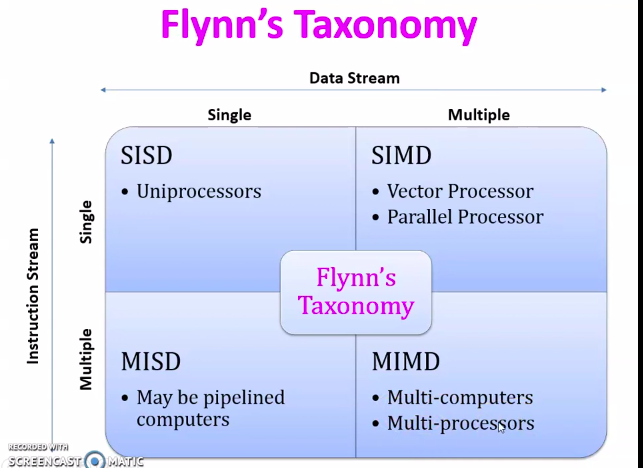 Flynn's Taxonomy
Data Stream
Single
Multiple
Instruction Stream
Single
SISD
• Uniprocessors
SIMD
• Vector Processor
• Parallel Processor
Flynn's
Taxonomy
Multiple
MISD
• May be pipelined
computers
MIMD
• Multi-computers
• Multi-processors
RECORDED WITH
SCREENCAST MATIC